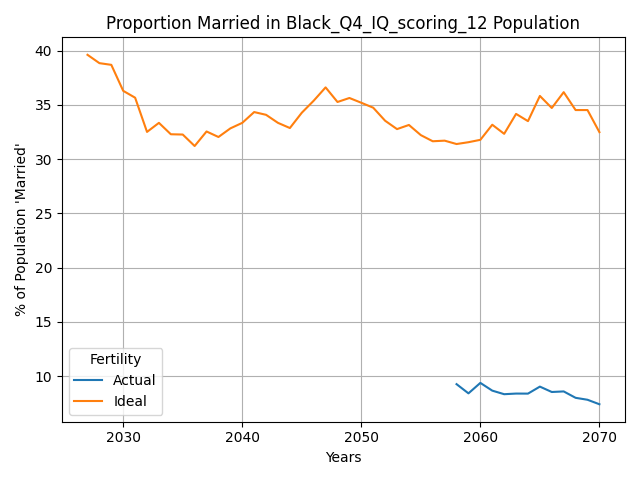 Proportion Married in Black_Q4_IQ_scoring_12 Population
% of Population 'Married'
40
35
30
25
20
15
10
Fertility
Actual
Ideal
2030
2040
2050
2060
2070
Years